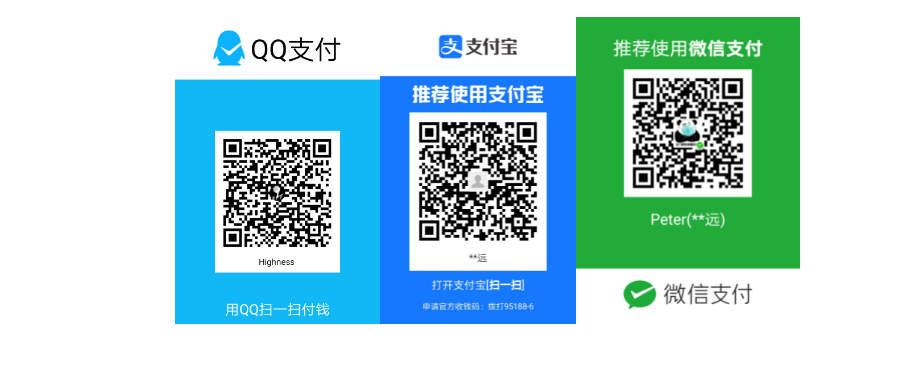 QQ支付
Highness
用QQ扫一扫付钱
支付宝
推荐使用支付宝
**远
打开支付宝[扫一扫]
申请官方收钱码：拨打95188-6
推荐使用微信支付
Peter(**远)
微信支付